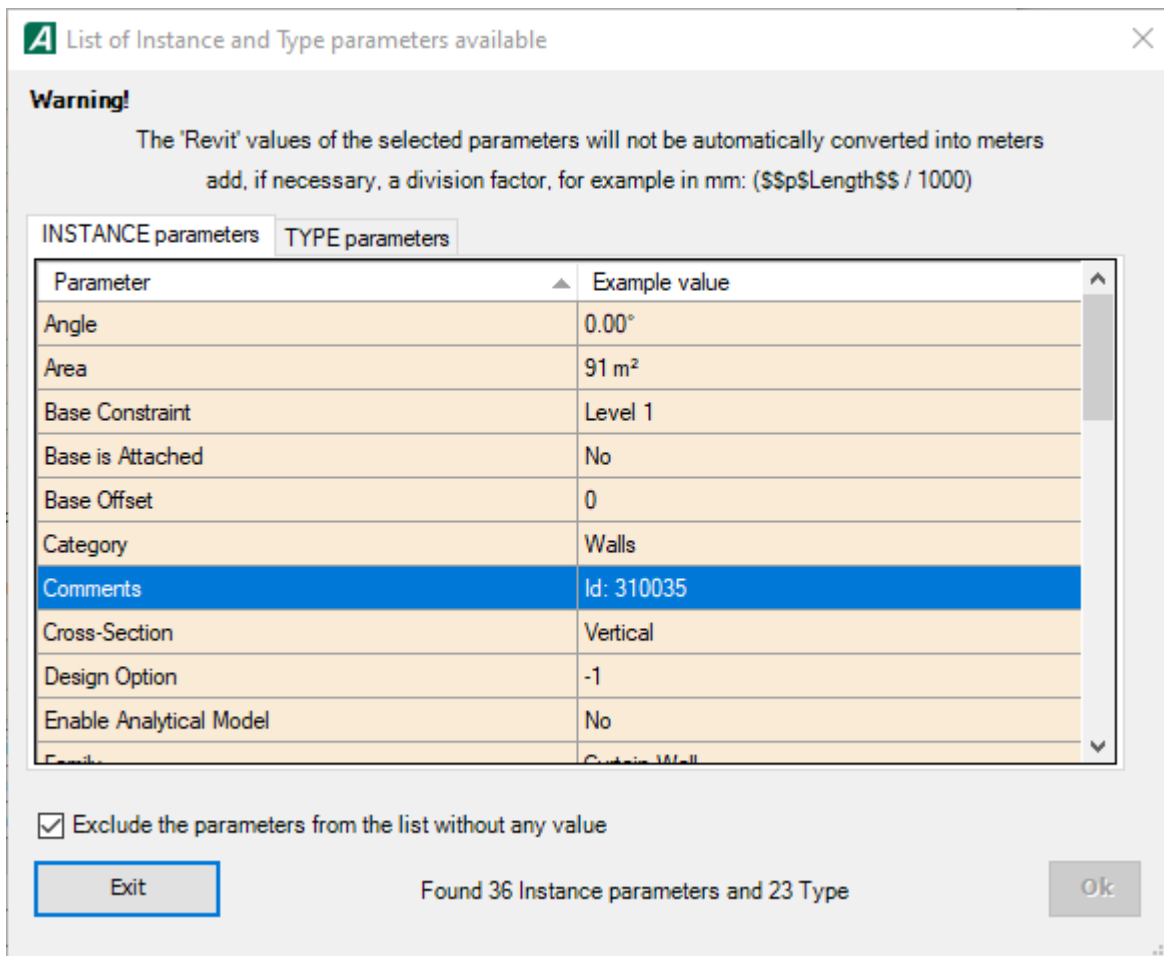 List of Instance and Type parameters available
Warning!
The 'Revit' values of the selected parameters will not be automatically converted into meters
add, if necessary, a division factor, for example in mm: ($$p$Length$$ / 1000)
INSTANCE parameters TYPE parameters
Parameter Example value
Angle 0.00°
Area 91 m²
Base Constraint Level 1
Base is Attached No
Base Offset 0
Category Walls
Comments Id: 310035
Cross-Section Vertical
Design Option -1
Enable Analytical Model No
Family Curtain Wall
Exclude the parameters from the list without any value
Exit Found 36 Instance parameters and 23 Type Ok